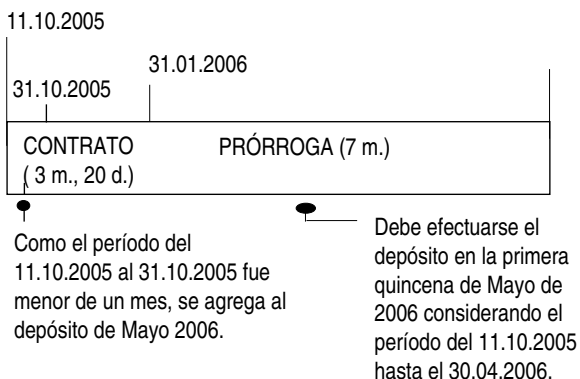 11.10.2005
31.01.2006
31.10.2005
CONTRATO
( 3 m., 20 d.)
PRÓRROGA (7 m.)
Como el período del
11.10.2005 al 31.10.2005 fue
menor de un mes, se agrega al
depósito de Mayo 2006.
Debe efectuarse el
depósito en la primera
quincena de Mayo de
2006 considerando el
período del 11.10.2005
hasta el 30.04.2006.